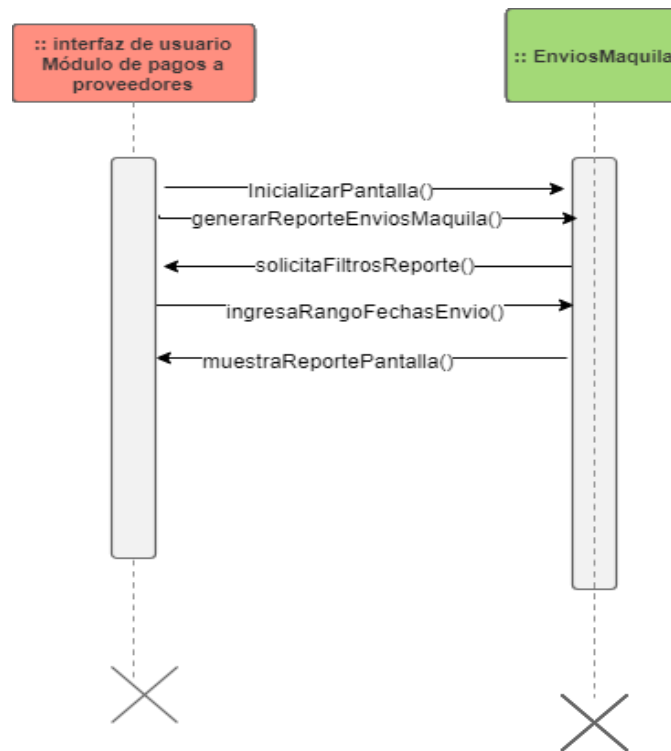 :: interfaz de usuario
Módulo de pagos a
proveedores
:: EnviosMaquila
InicializarPantalla()
generarReporteEnviosMaquila()
solicitaFiltrosReporte()
ingresaRangoFechasEnvio()
muestraReportePantalla()